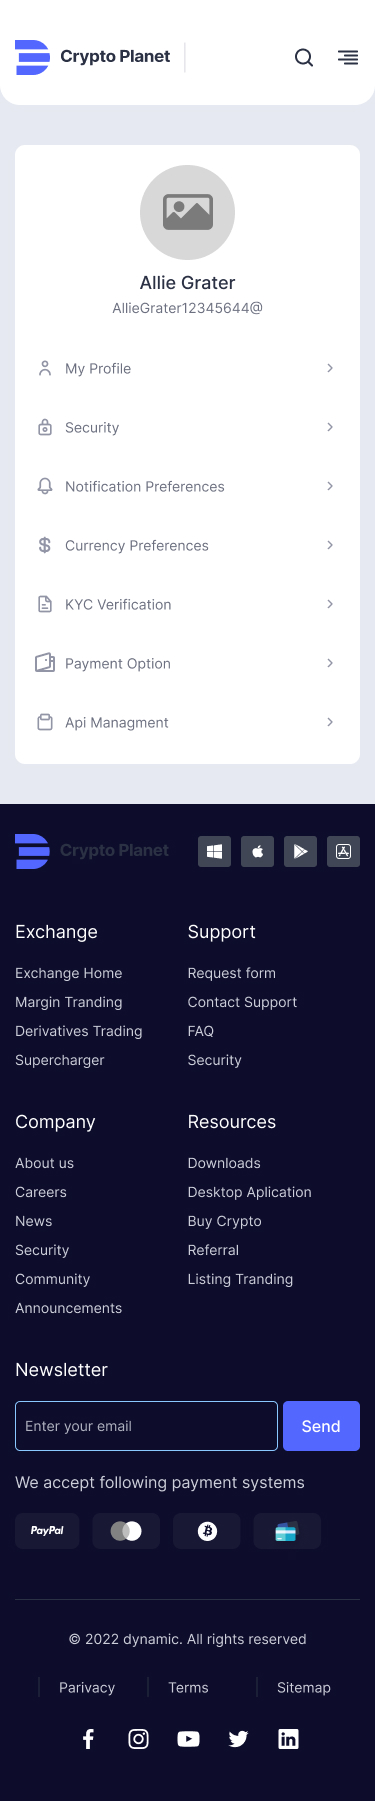 Crypto Planet
Allie Grater
AllieGrater12345644@
My Profile
Security
Notification Preferences
Currency Preferences
KYC Verification
Payment Option
Api Managment
Crypto Planet
Exchange
Exchange Home
Margin Tranding
Derivatives Trading
Supercharger
Support
Request form
Contact Support
FAQ
Security
Company
About us
Careers
News
Security
Community
Announcements
Resources
Downloads
Desktop Aplication
Buy Crypto
Referral
Listing Tranding
Newsletter
Enter your email
Send
We accept following payment systems
PayPal
© 2022 dynamic. All rights reserved
Parivacy
Terms
Sitemap